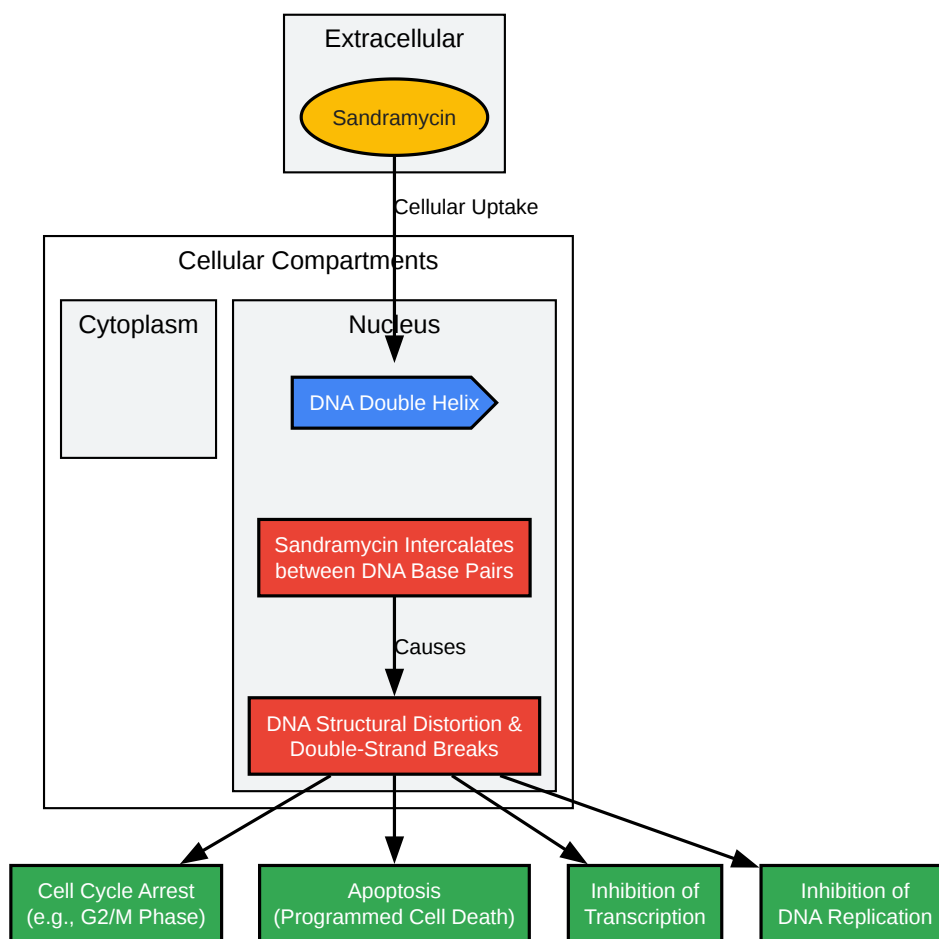 Extracellular
Sandramycin
Cellular Uptake
Cellular Compartments
Cytoplasm
Nucleus
DNA Double Helix
Sandramycin Intercalates
between DNA Base Pairs
Causes
DNA Structural Distortion &
Double-Strand Breaks
Cell Cycle Arrest
(e.g., G2/M Phase)
Apoptosis
(Programmed Cell Death)
Inhibition of
Transcription
Inhibition of
DNA Replication